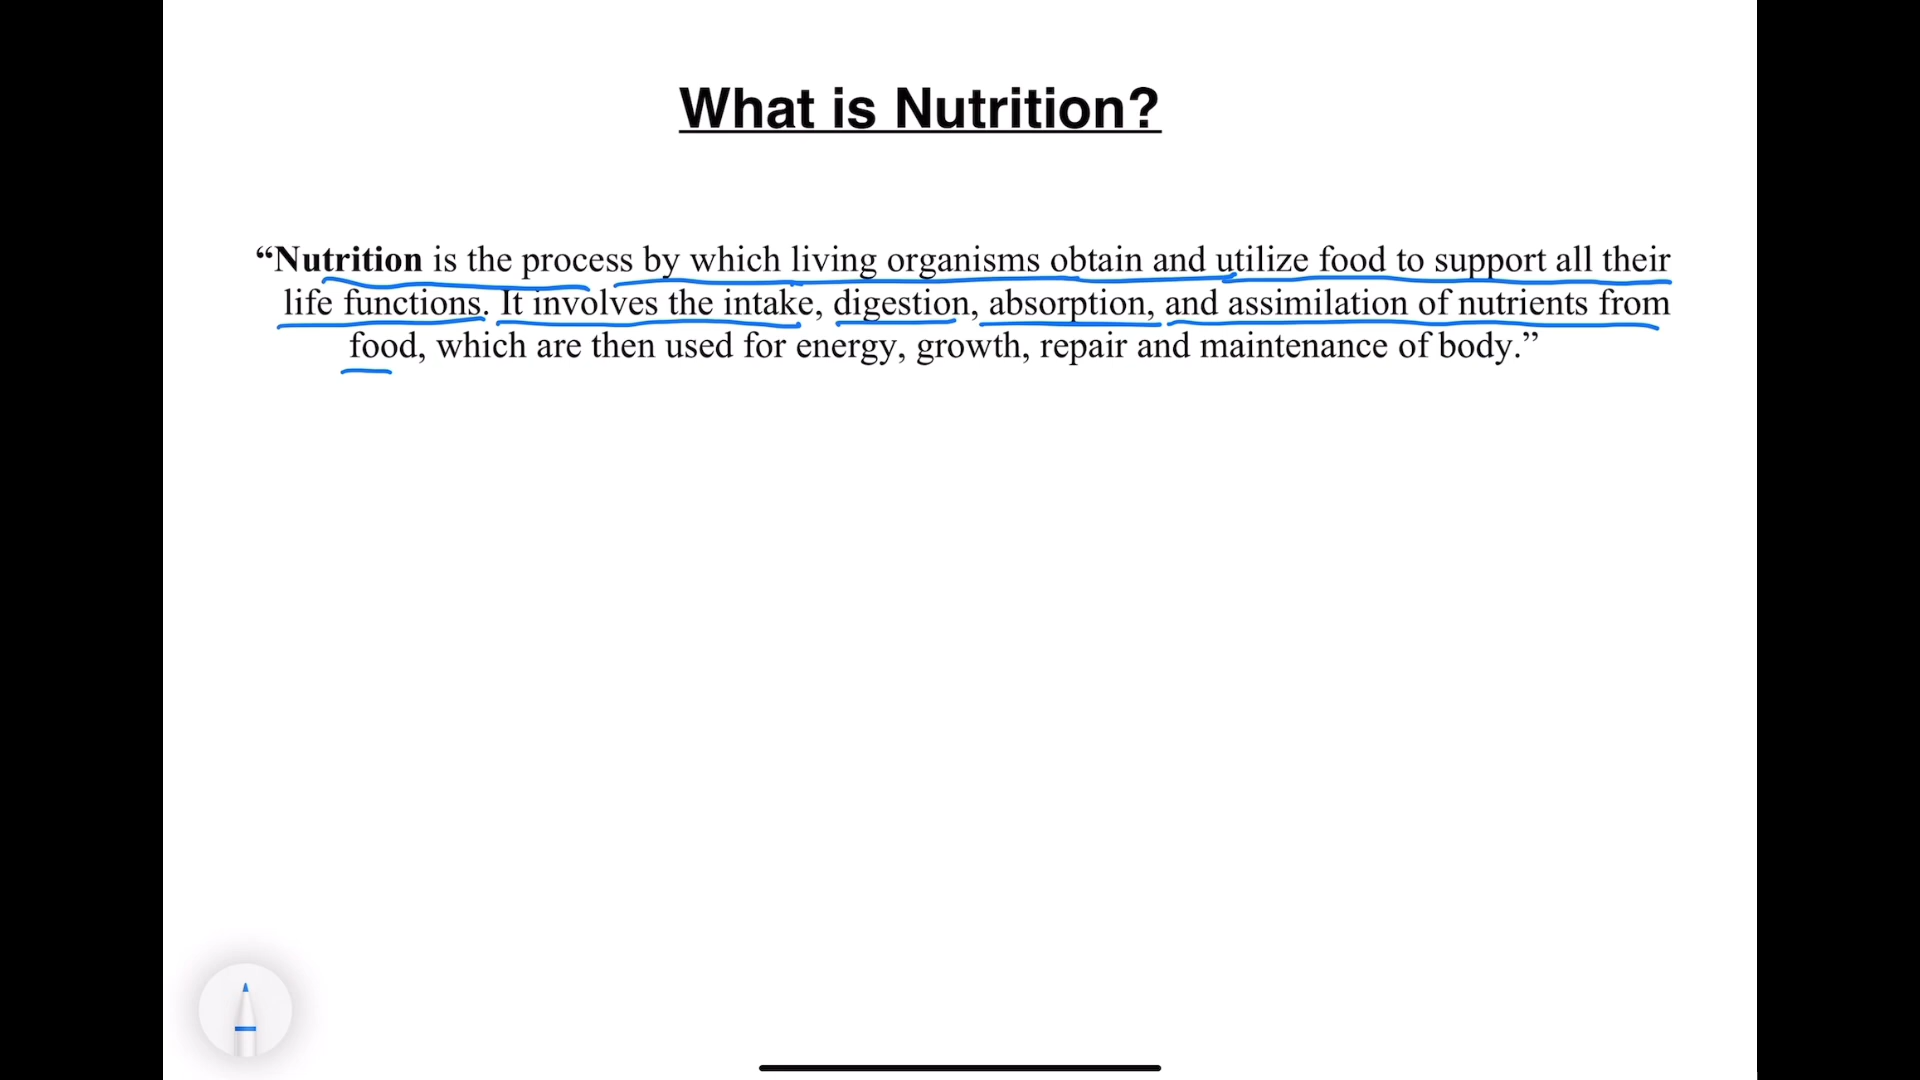 What is Nutrition?
“Nutrition is the process by which living organisms obtain and utilize food to support all their
life functions. It involves the intake, digestion, absorption, and assimilation of nutrients from
food, which are then used for energy, growth, repair and maintenance of body.”